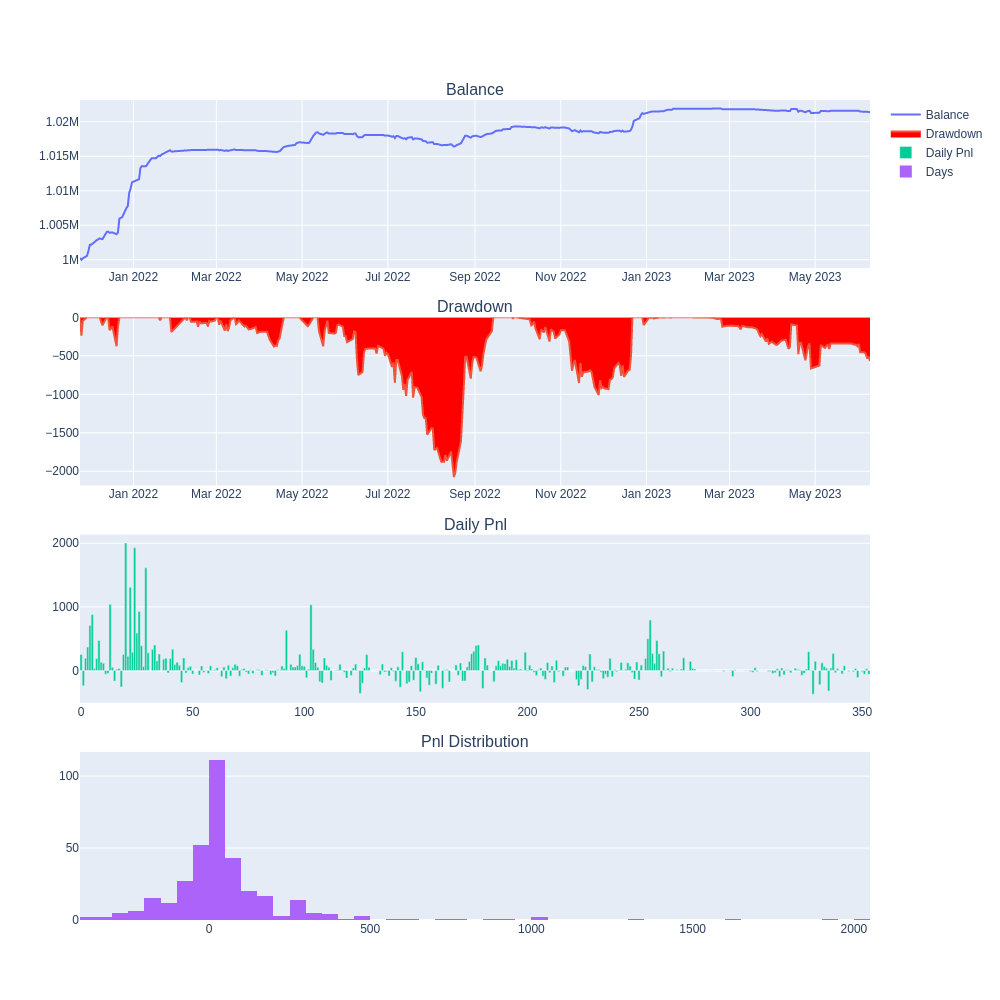 Balance
1.02M
1.015M
1.01M
1.005M
1M
Jan 2022 Mar 2022 May 2022 Jul 2022 Sep 2022 Nov 2022 Jan 2023 Mar 2023 May 2023
Balance
Drawdown
Daily Pnl
Days
Drawdown
0
−500
−1000
−1500
−2000
Jan 2022 Mar 2022 May 2022 Jul 2022 Sep 2022 Nov 2022 Jan 2023 Mar 2023 May 2023
Daily Pnl
2000
1000
0
0 50 100 150 200 250 300 350
Pnl Distribution
100
50
0
0 500 1000 1500 2000